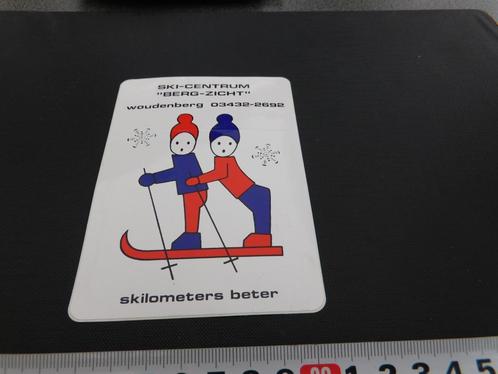 SKI-CENTRUM
"BERG-ZICHT"
woudenberg 03432-2692
skilometers beter
1 2 3 4 5